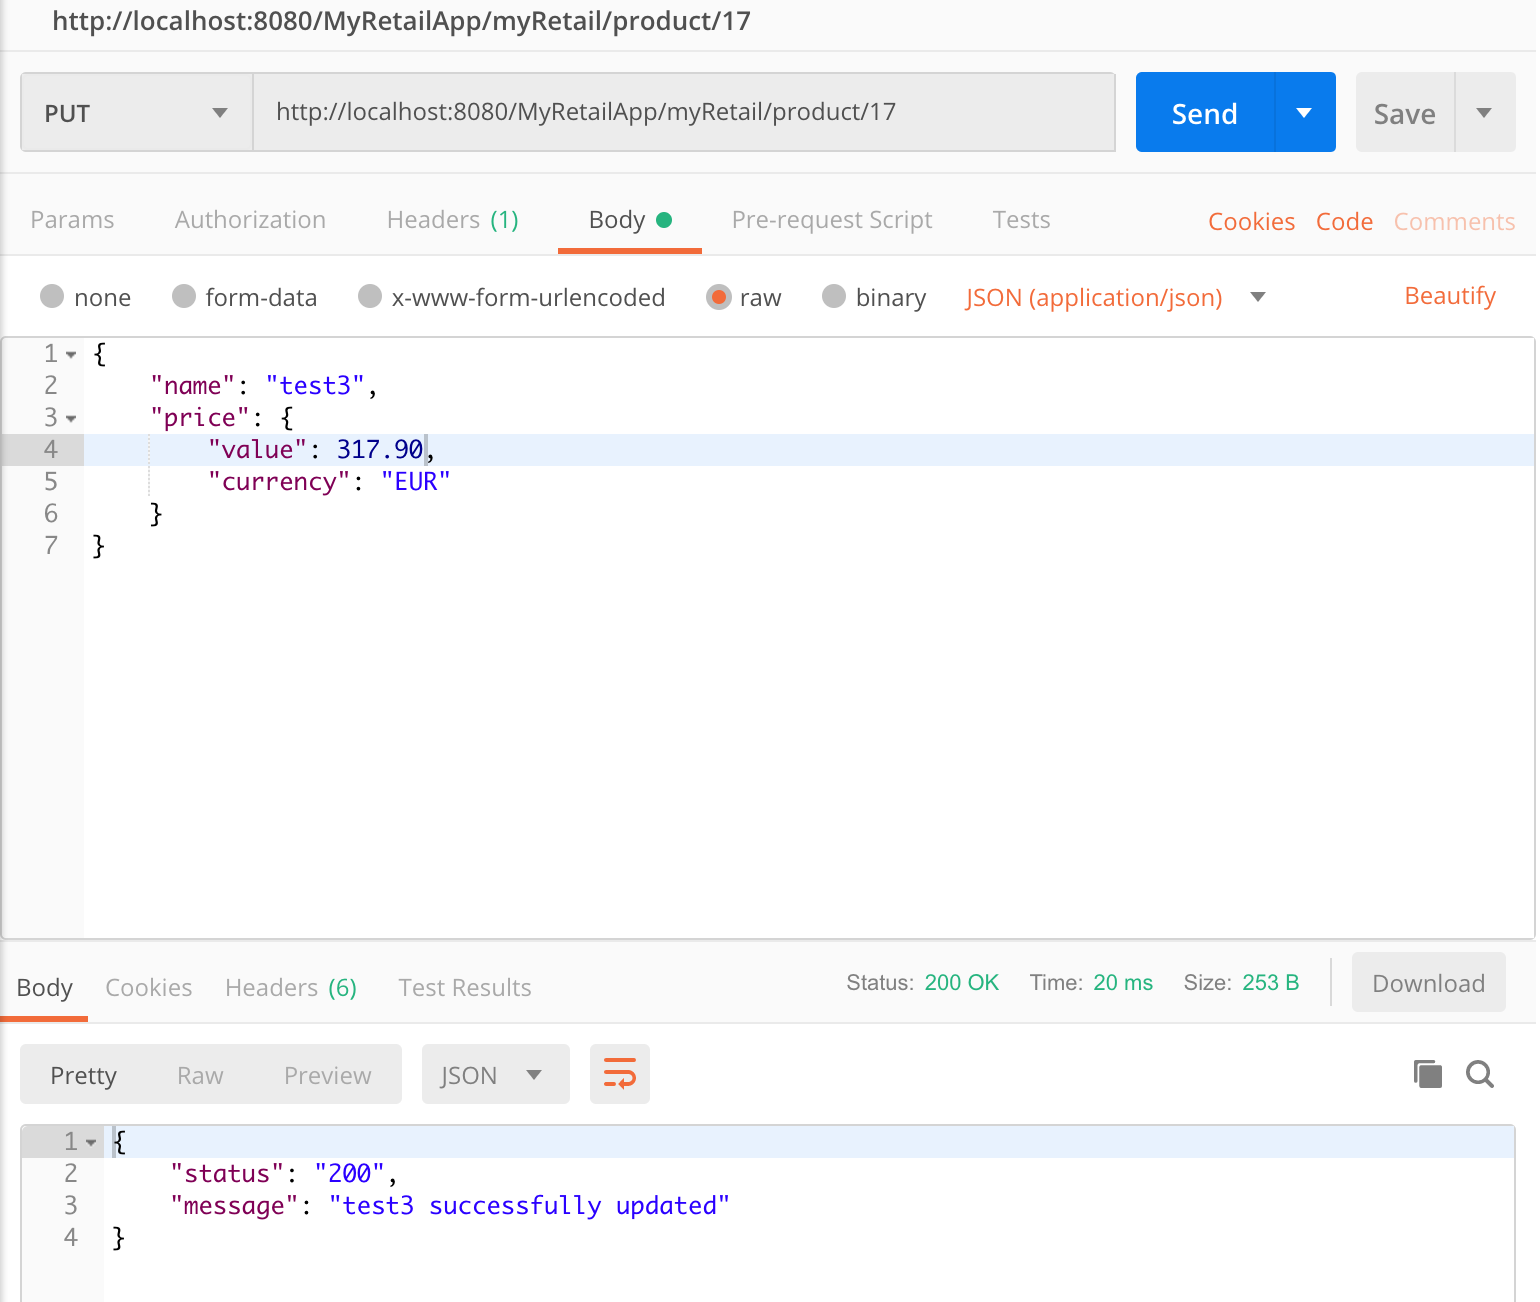 http://localhost:8080/MyRetailApp/myRetail/product/17
PUT http://localhost:8080/MyRetailApp/myRetail/product/17 Send Save
Params Authorization Headers (1) Body Pre-request Script Tests Cookies Code Comments
none form-data x-www-form-urlencoded raw binary JSON (application/json) Beautify
1 {
2     "name": "test3",
3     "price": {
4         "value": 317.90,
5         "currency": "EUR"
6     }
7 }
Body Cookies Headers (6) Test Results Status: 200 OK Time: 20 ms Size: 253 B Download
Pretty Raw Preview JSON
1 {
2     "status": "200",
3     "message": "test3 successfully updated"
4 }